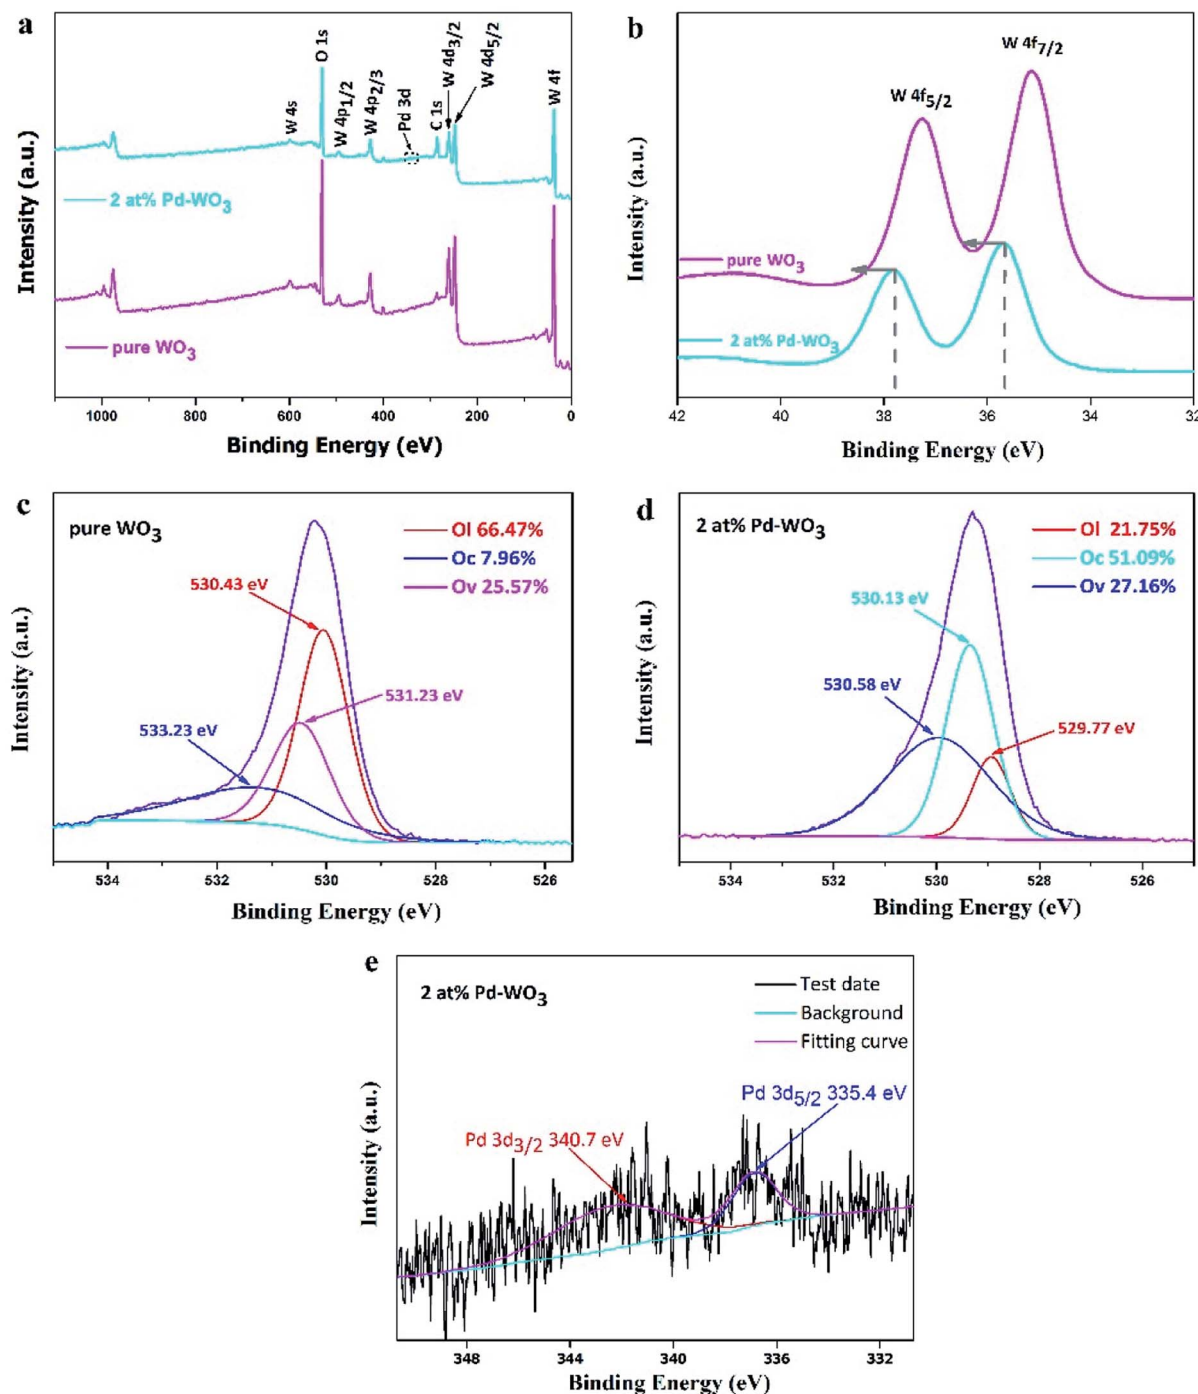 a
W 4s
O 1s
W 4p1/2
W 4p2/3
Pd 3d
C 1s
W 4d3/2
W 4d5/2
W 4f
2 at% Pd-WO3
pure WO3
Intensity (a.u.)
1000 800 600 400 200 0
Binding Energy (eV)
b
W 4f7/2
W 4f5/2
pure WO3
2 at% Pd-WO3
Intensity (a.u.)
42 40 38 36 34 32
Binding Energy (eV)
c
pure WO3
Ol 66.47%
Oc 7.96%
Ov 25.57%
530.43 eV
531.23 eV
533.23 eV
Intensity (a.u.)
534 532 530 528 526
Binding Energy (eV)
d
2 at% Pd-WO3
Ol 21.75%
Oc 51.09%
Ov 27.16%
530.13 eV
530.58 eV
529.77 eV
Intensity (a.u.)
534 532 530 528 526
Binding Energy (eV)
e
2 at% Pd-WO3
Test date
Background
Fitting curve
Pd 3d5/2 335.4 eV
Pd 3d3/2 340.7 eV
Intensity (a.u.)
348 344 340 336 332
Binding Energy (eV)